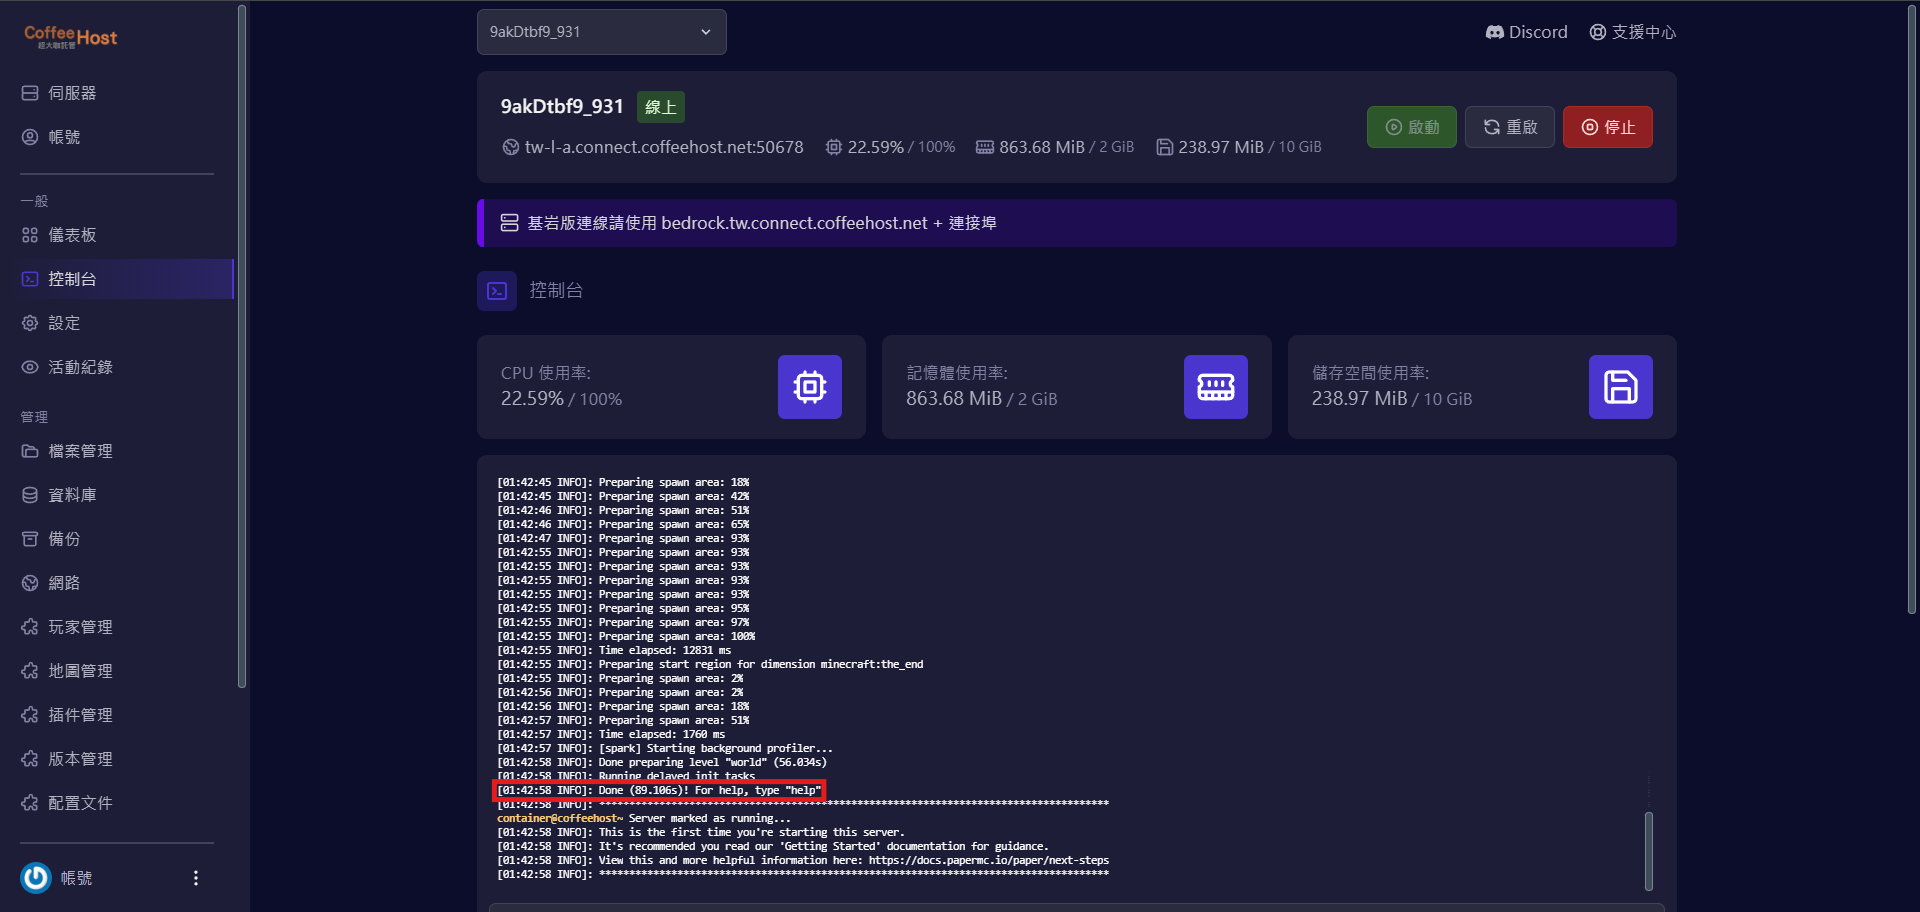 CoffeeHost
超大咖託管
伺服器
帳號
一般
儀表板
控制台
設定
活動紀錄
管理
檔案管理
資料庫
備份
網路
玩家管理
地圖管理
插件管理
版本管理
配置文件
帳號
9akDtbf9_931
Discord
支援中心
9akDtbf9_931 線上
tw-l-a.connect.coffeehost.net:50678 22.59% / 100% 863.68 MiB / 2 GiB 238.97 MiB / 10 GiB
啟動 重啟 停止
基岩版連線請使用 bedrock.tw.connect.coffeehost.net + 連接埠
控制台
CPU 使用率:
22.59% / 100%
記憶體使用率:
863.68 MiB / 2 GiB
儲存空間使用率:
238.97 MiB / 10 GiB
[01:42:45 INFO]: Preparing spawn area: 18%
[01:42:45 INFO]: Preparing spawn area: 42%
[01:42:46 INFO]: Preparing spawn area: 51%
[01:42:46 INFO]: Preparing spawn area: 65%
[01:42:47 INFO]: Preparing spawn area: 93%
[01:42:55 INFO]: Preparing spawn area: 93%
[01:42:55 INFO]: Preparing spawn area: 93%
[01:42:55 INFO]: Preparing spawn area: 93%
[01:42:55 INFO]: Preparing spawn area: 93%
[01:42:55 INFO]: Preparing spawn area: 95%
[01:42:55 INFO]: Preparing spawn area: 97%
[01:42:55 INFO]: Preparing spawn area: 100%
[01:42:55 INFO]: Time elapsed: 12831 ms
[01:42:55 INFO]: Preparing start region for dimension minecraft:the_end
[01:42:55 INFO]: Preparing spawn area: 2%
[01:42:56 INFO]: Preparing spawn area: 2%
[01:42:56 INFO]: Preparing spawn area: 18%
[01:42:57 INFO]: Preparing spawn area: 51%
[01:42:57 INFO]: Time elapsed: 1760 ms
[01:42:57 INFO]: [spark] Starting background profiler...
[01:42:58 INFO]: Done preparing level "world" (56.034s)
[01:42:58 INFO]: Running delayed init tasks
[01:42:58 INFO]: Done (89.106s)! For help, type "help"
[01:42:58 INFO]: *************************************************************************************
container@coffeehost~ Server marked as running...
[01:42:58 INFO]: This is the first time you're starting this server.
[01:42:58 INFO]: It's recommended you read our 'Getting Started' documentation for guidance.
[01:42:58 INFO]: View this and more helpful information here: https://docs.papermc.io/paper/next-steps
[01:42:58 INFO]: *************************************************************************************